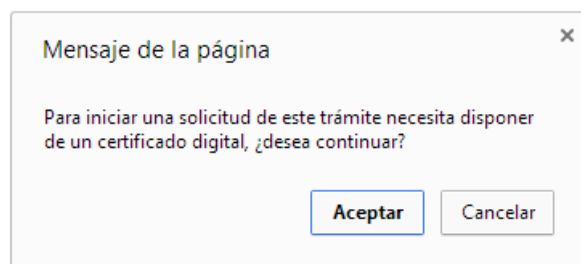 Mensaje de la página
Para iniciar una solicitud de este trámite necesita disponer
de un certificado digital, ¿desea continuar?
Aceptar Cancelar